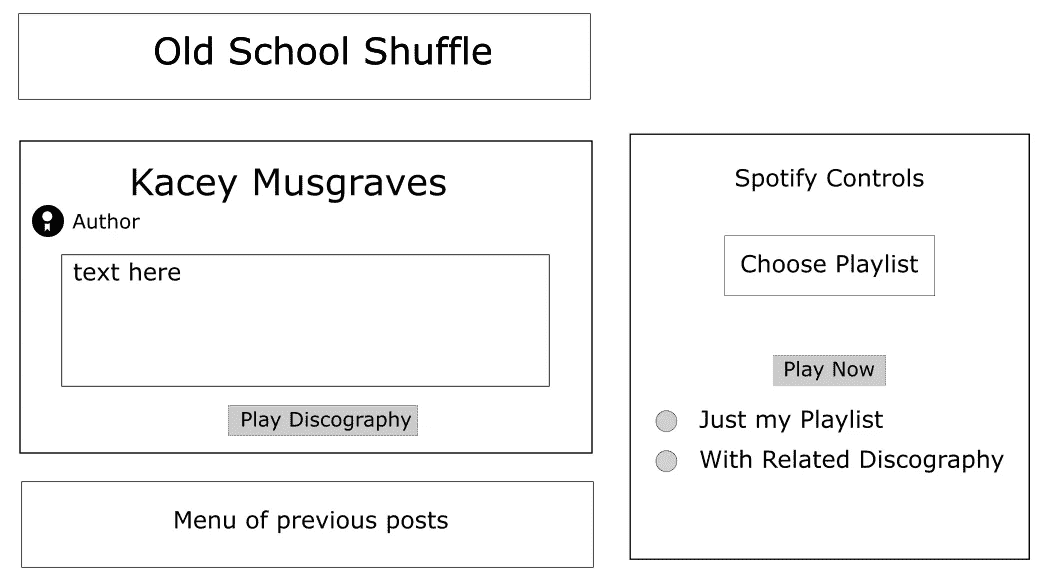 Old School Shuffle
Kacey Musgraves
Author
text here
Play Discography
Menu of previous posts
Spotify Controls
Choose Playlist
Play Now
Just my Playlist
With Related Discography